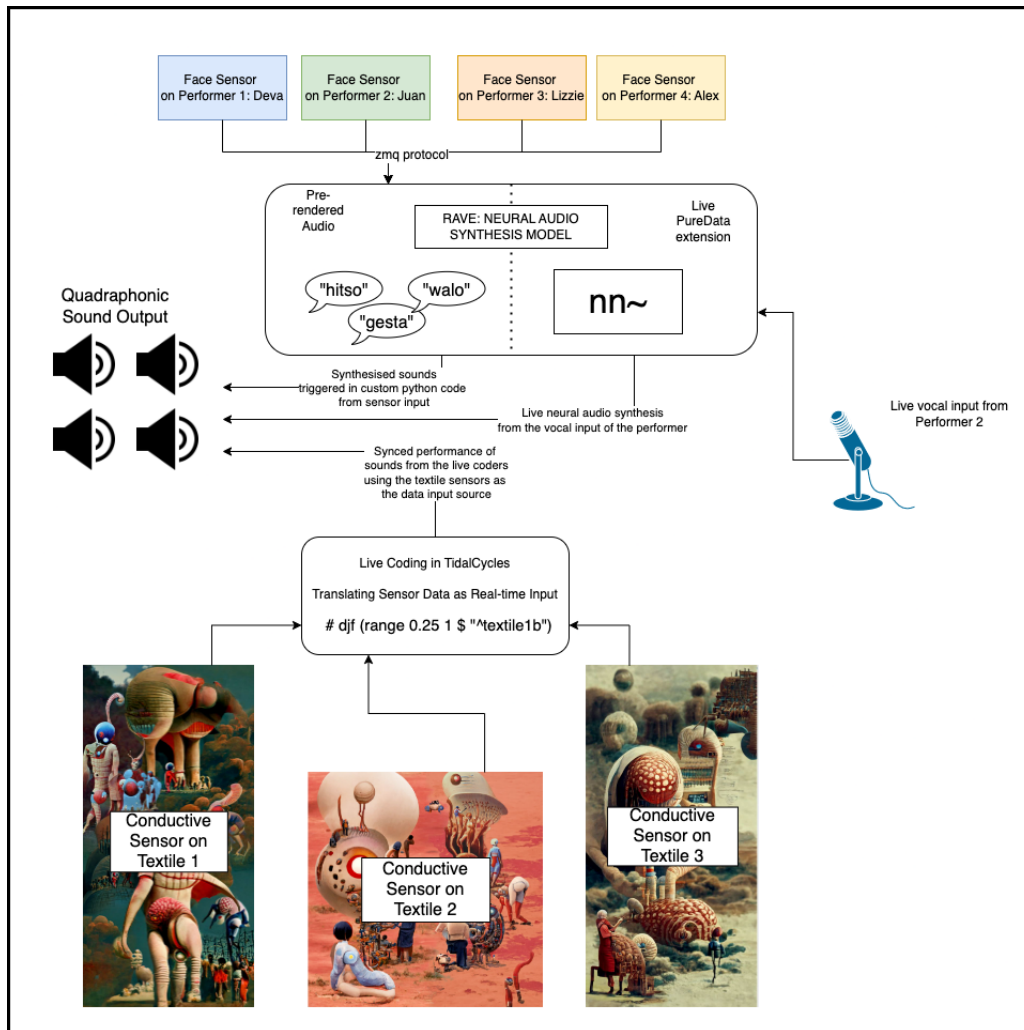 Face Sensor
on Performer 1: Deva
Face Sensor
on Performer 2: Juan
Face Sensor
on Performer 3: Lizzie
Face Sensor
on Performer 4: Alex
zmq protocol
Pre-
rendered
Audio
RAVE: NEURAL AUDIO
SYNTHESIS MODEL
Live
PureData
extension
"hitso"
"walo"
"gesta"
nn~
Quadraphonic
Sound Output
Synthesised sounds
triggered in custom python code
from sensor input
Live neural audio synthesis
from the vocal input of the performer
Live vocal input from
Performer 2
Synced performance of
sounds from the live coders
using the textile sensors as
the data input source
Live Coding in TidalCycles
Translating Sensor Data as Real-time Input
# djf (range 0.25 1 $ "^textile1b")
Conductive
Sensor on
Textile 1
Conductive
Sensor on
Textile 2
Conductive
Sensor on
Textile 3